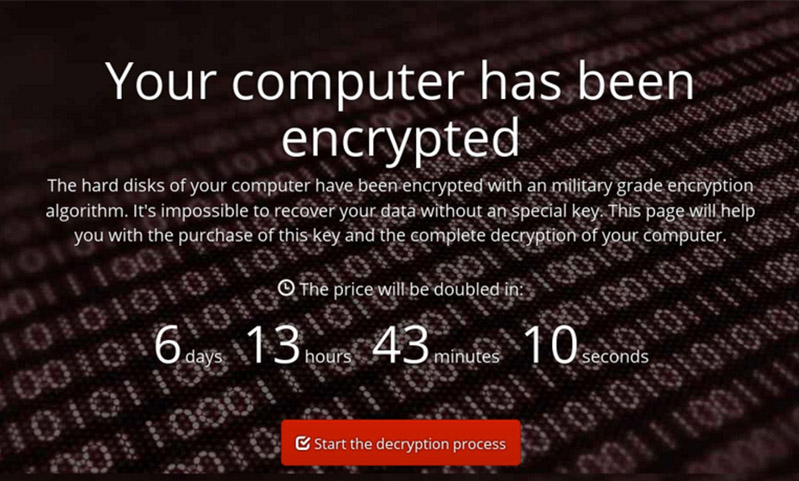 Your computer has been
encrypted
The hard disks of your computer have been encrypted with an military grade encryption
algorithm. It's impossible to recover your data without an special key. This page will help
you with the purchase of this key and the complete decryption of your computer.
The price will be doubled in:
6 days 13 hours 43 minutes 10 seconds
Start the decryption process